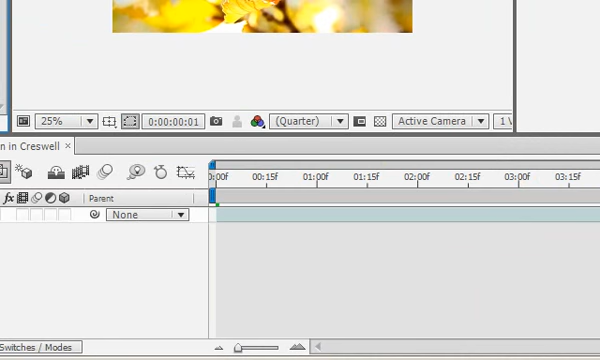 25% 0:00:00:01 (Quarter) Active Camera 1
n in Creswell ×
0:00f 00:15f 01:00f 01:15f 02:00f 02:15f 03:00f 03:15f
fx Parent
None
Switches / Modes